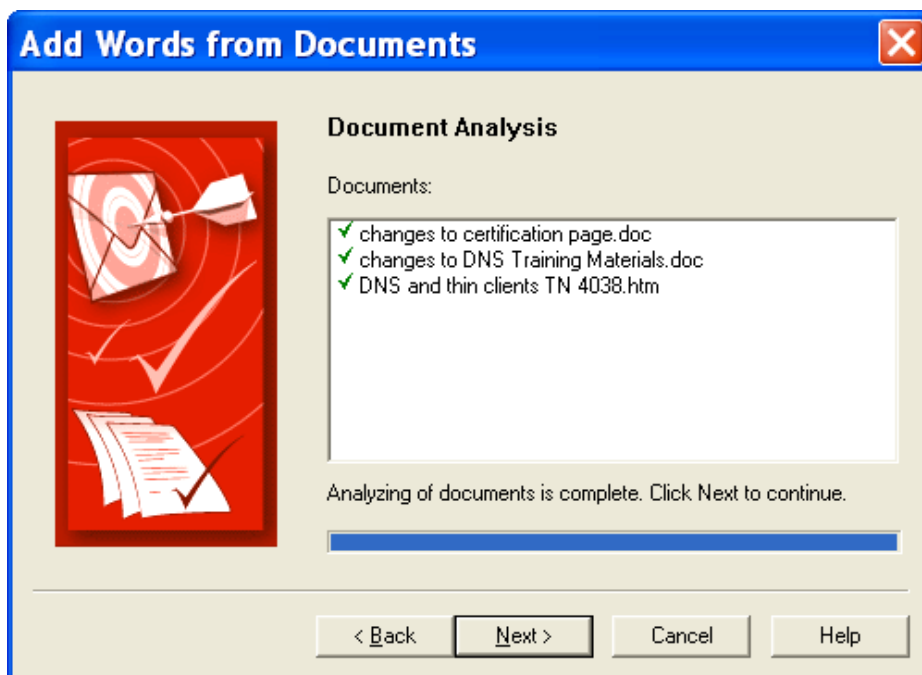 Add Words from Documents
Document Analysis
Documents:
changes to certification page.doc
changes to DNS Training Materials.doc
DNS and thin clients TN 4038.htm
Analyzing of documents is complete. Click Next to continue.
< Back Next > Cancel Help